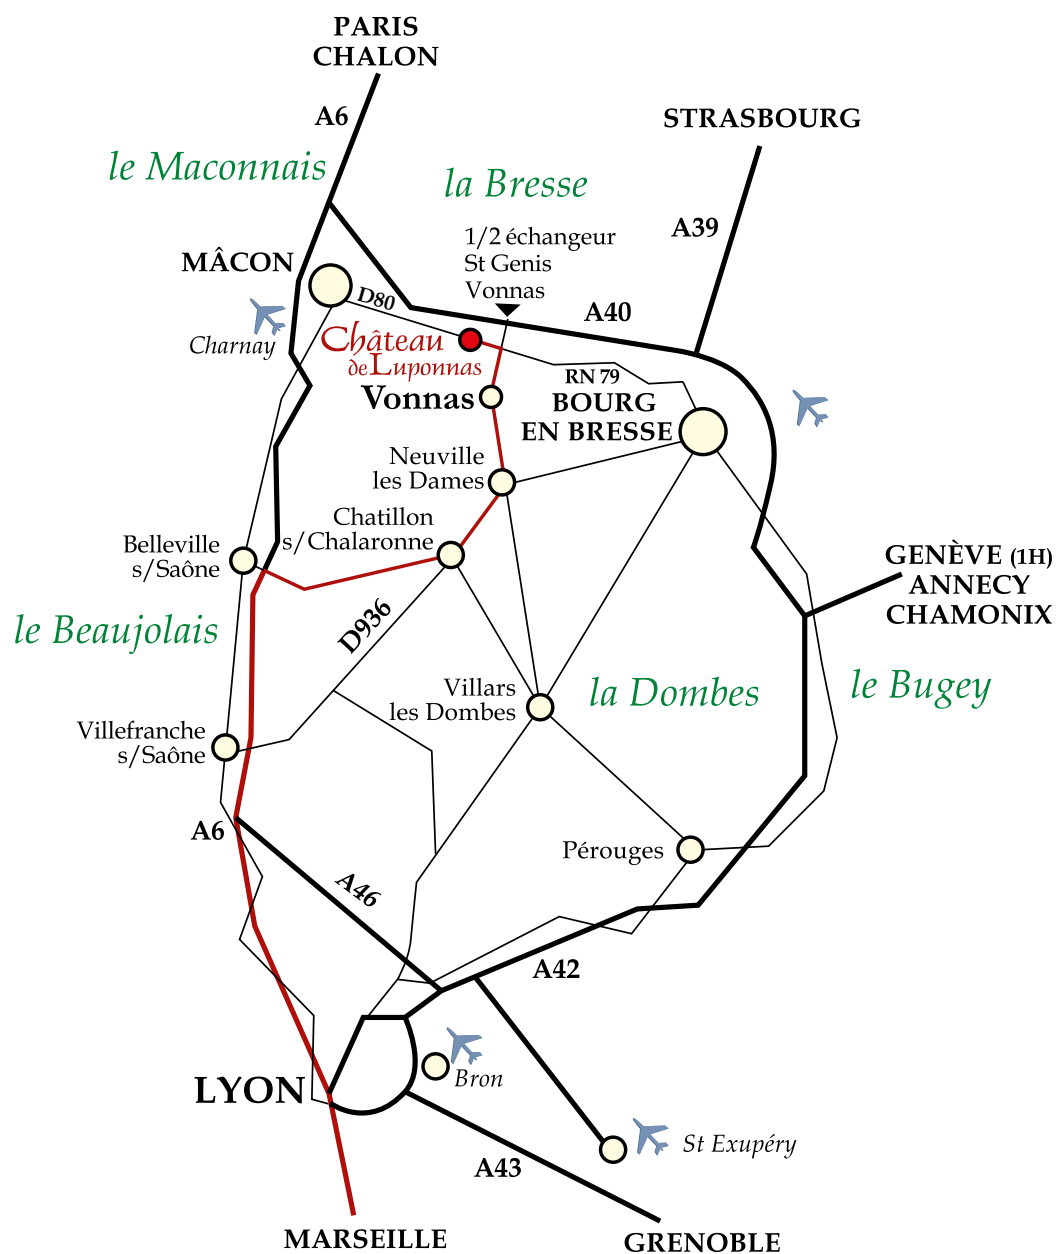 PARIS
CHALON
A6
STRASBOURG
le Maconnais
la Bresse
A39
1/2 échangeur
St Genis
Vonnas
MÂCON
D80
A40
Charnay
Château
de Luponnas
RN 79
Vonnas
BOURG
EN BRESSE
Neuville
les Dames
Chatillon
s/Chalaronne
Belleville
s/Saône
GENÈVE (1H)
ANNECY
CHAMONIX
le Beaujolais
D936
Villars
les Dombes
la Dombes
le Bugey
Villefranche
s/Saône
A6
Pérouges
A46
A42
LYON
Bron
St Exupéry
A43
MARSEILLE
GRENOBLE